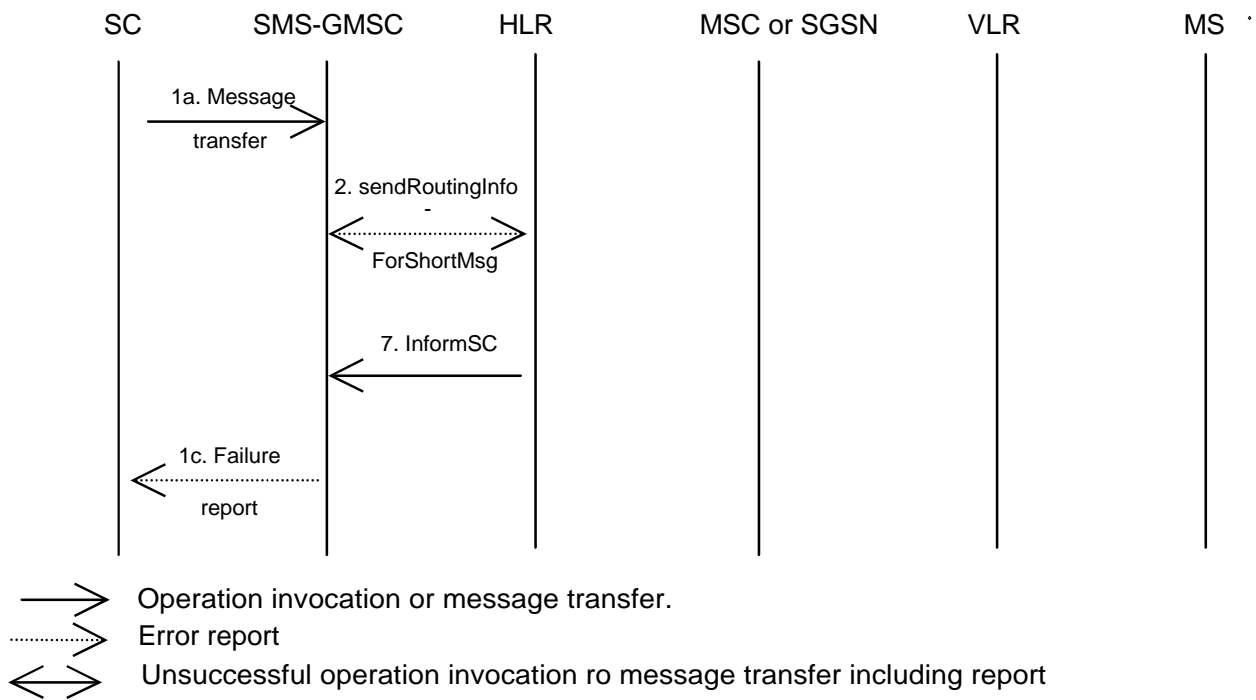 SC SMS-GMSC HLR MSC or SGSN VLR MS
1a. Message
transfer
2. sendRoutingInfo
-
ForShortMsg
7. InformSC
1c. Failure
report
Operation invocation or message transfer.
Error report
Unsuccessful operation invocation ro message transfer including report